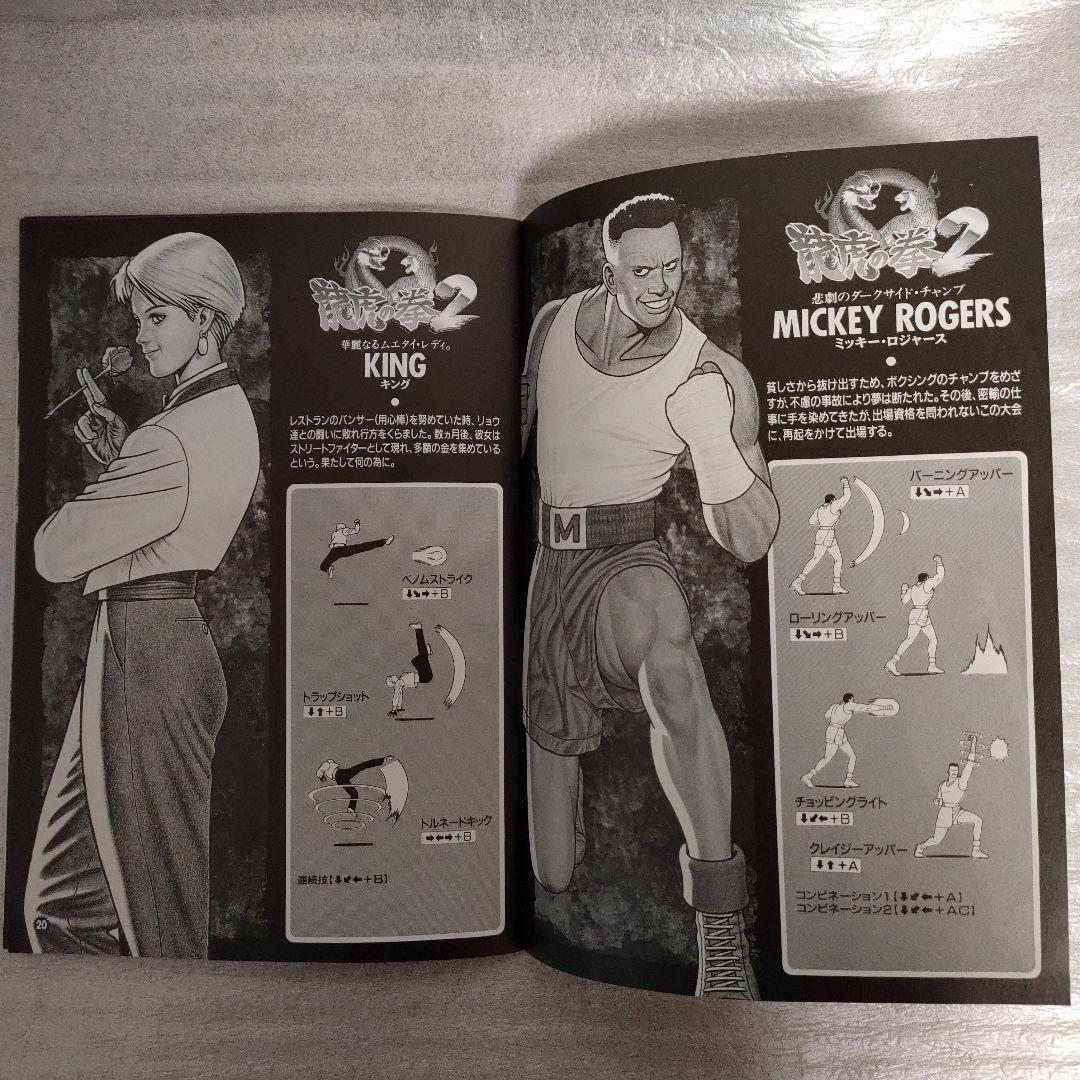 龍虎の拳2
華麗なるムエタイ・レディ。
KING
キング
レストランのバンサー(用心棒)を努めていた時、リョウ
達との闘いに敗れ行方をくらました。数ヵ月後、彼女は
ストリートファイターとして現れ、多額の金を集めている
という。果たして何の為に。
ベノムストライク
⬇⬊➡+B
トラップショット
⬇⬆+B
トルネードキック
➡⬅➡+B
連続技【⬇⬋⬅+B】
20
龍虎の拳2
悲劇のダークサイド・チャンプ
MICKEY ROGERS
ミッキー・ロジャース
貧しさから抜け出すため、ボクシングのチャンプをめざ
すが、不慮の事故により夢は断たれた。その後、密輸の仕
事に手を染めてきたが、出場資格を問われないこの大会
に、再起をかけて出場する。
バーニングアッパー
⬇⬊➡+A
ローリングアッパー
⬇⬊➡+B
チョッピングライト
⬇⬋⬅+B
クレイジーアッパー
⬇⬆+A
コンビネーション1【⬇⬋⬅+A】
コンビネーション2【⬇⬋⬅+AC】
M